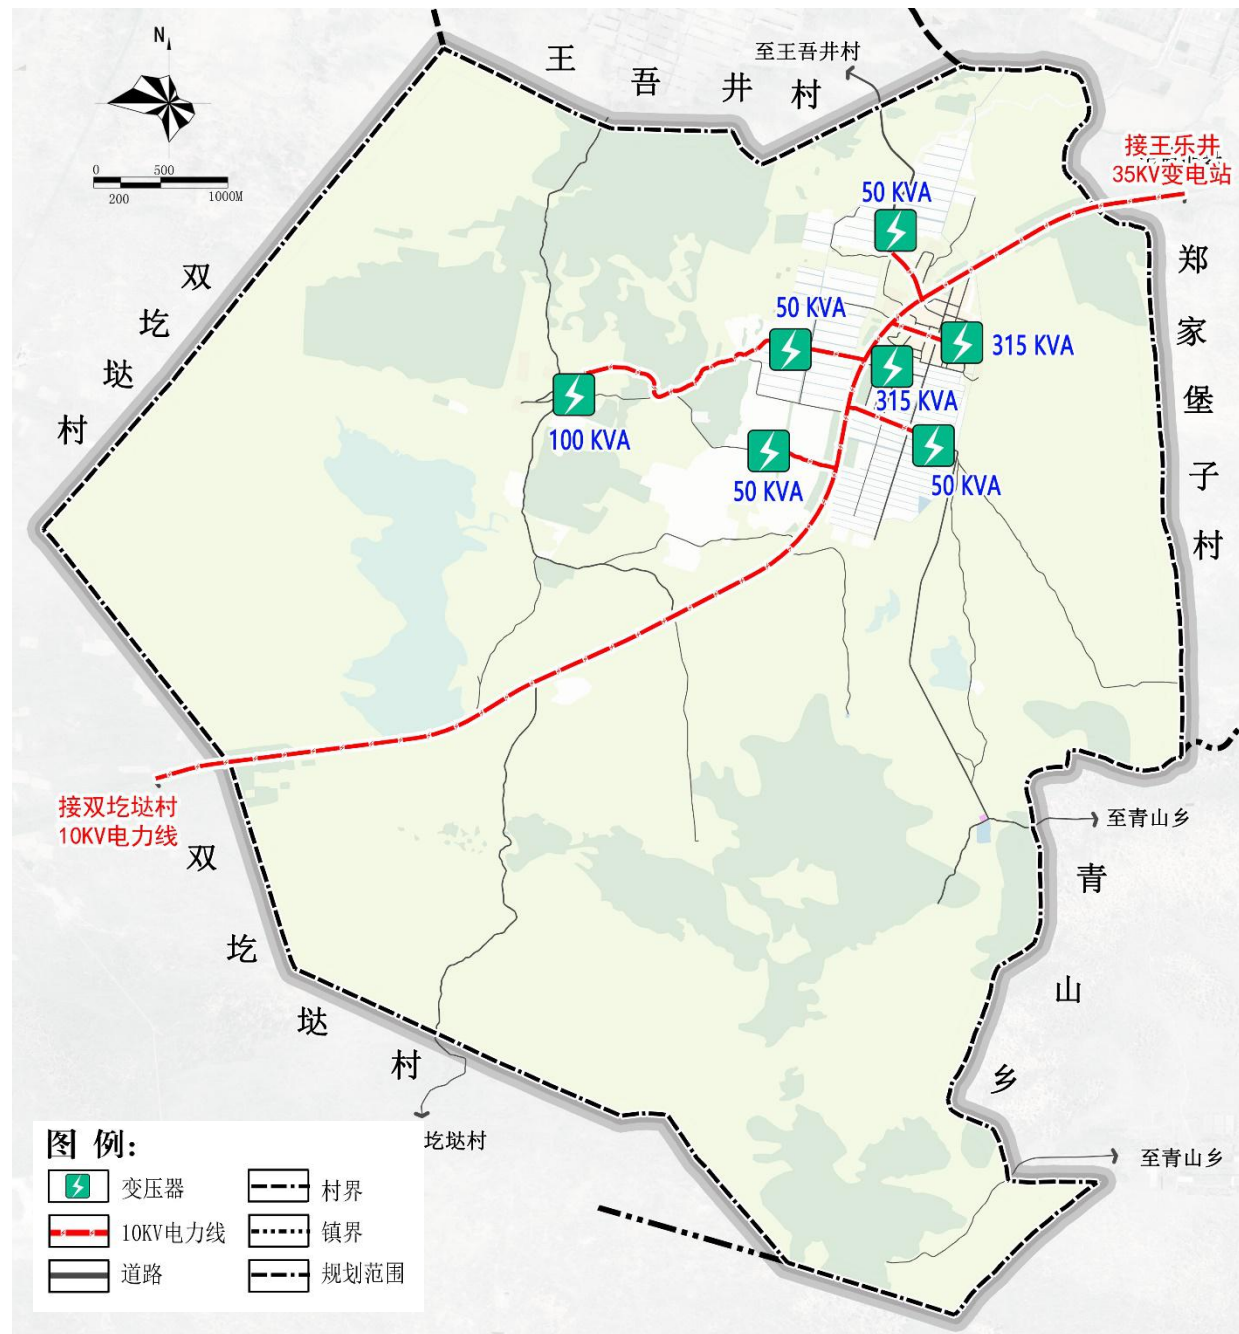 N
0 500
200 1000M
王吾井村
至王吾井村
接王乐井
35KV变电站
双圪垯村
郑家堡子村
50 KVA
50 KVA
315 KVA
315 KVA
100 KVA
50 KVA
50 KVA
接双圪垯村
10KV电力线
双圪垯村
至青山乡
青山乡
圪垯村
至青山乡
图 例:
变压器
村界
10KV电力线
镇界
道路
规划范围